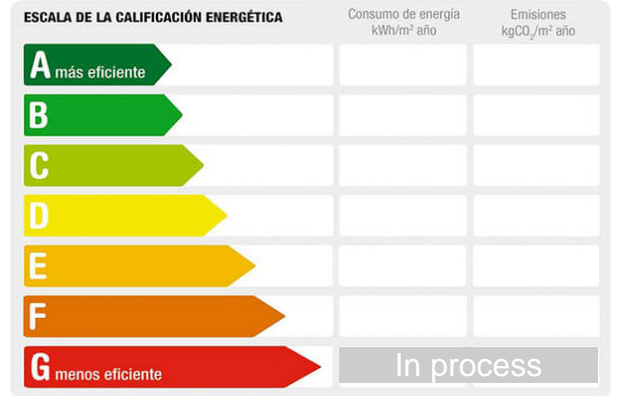 ESCALA DE LA CALIFICACIÓN ENERGÉTICA
Consumo de energía
kWh/m² año
Emisiones
kgCO₂/m² año
A más eficiente
B
C
D
E
F
G menos eficiente
In process